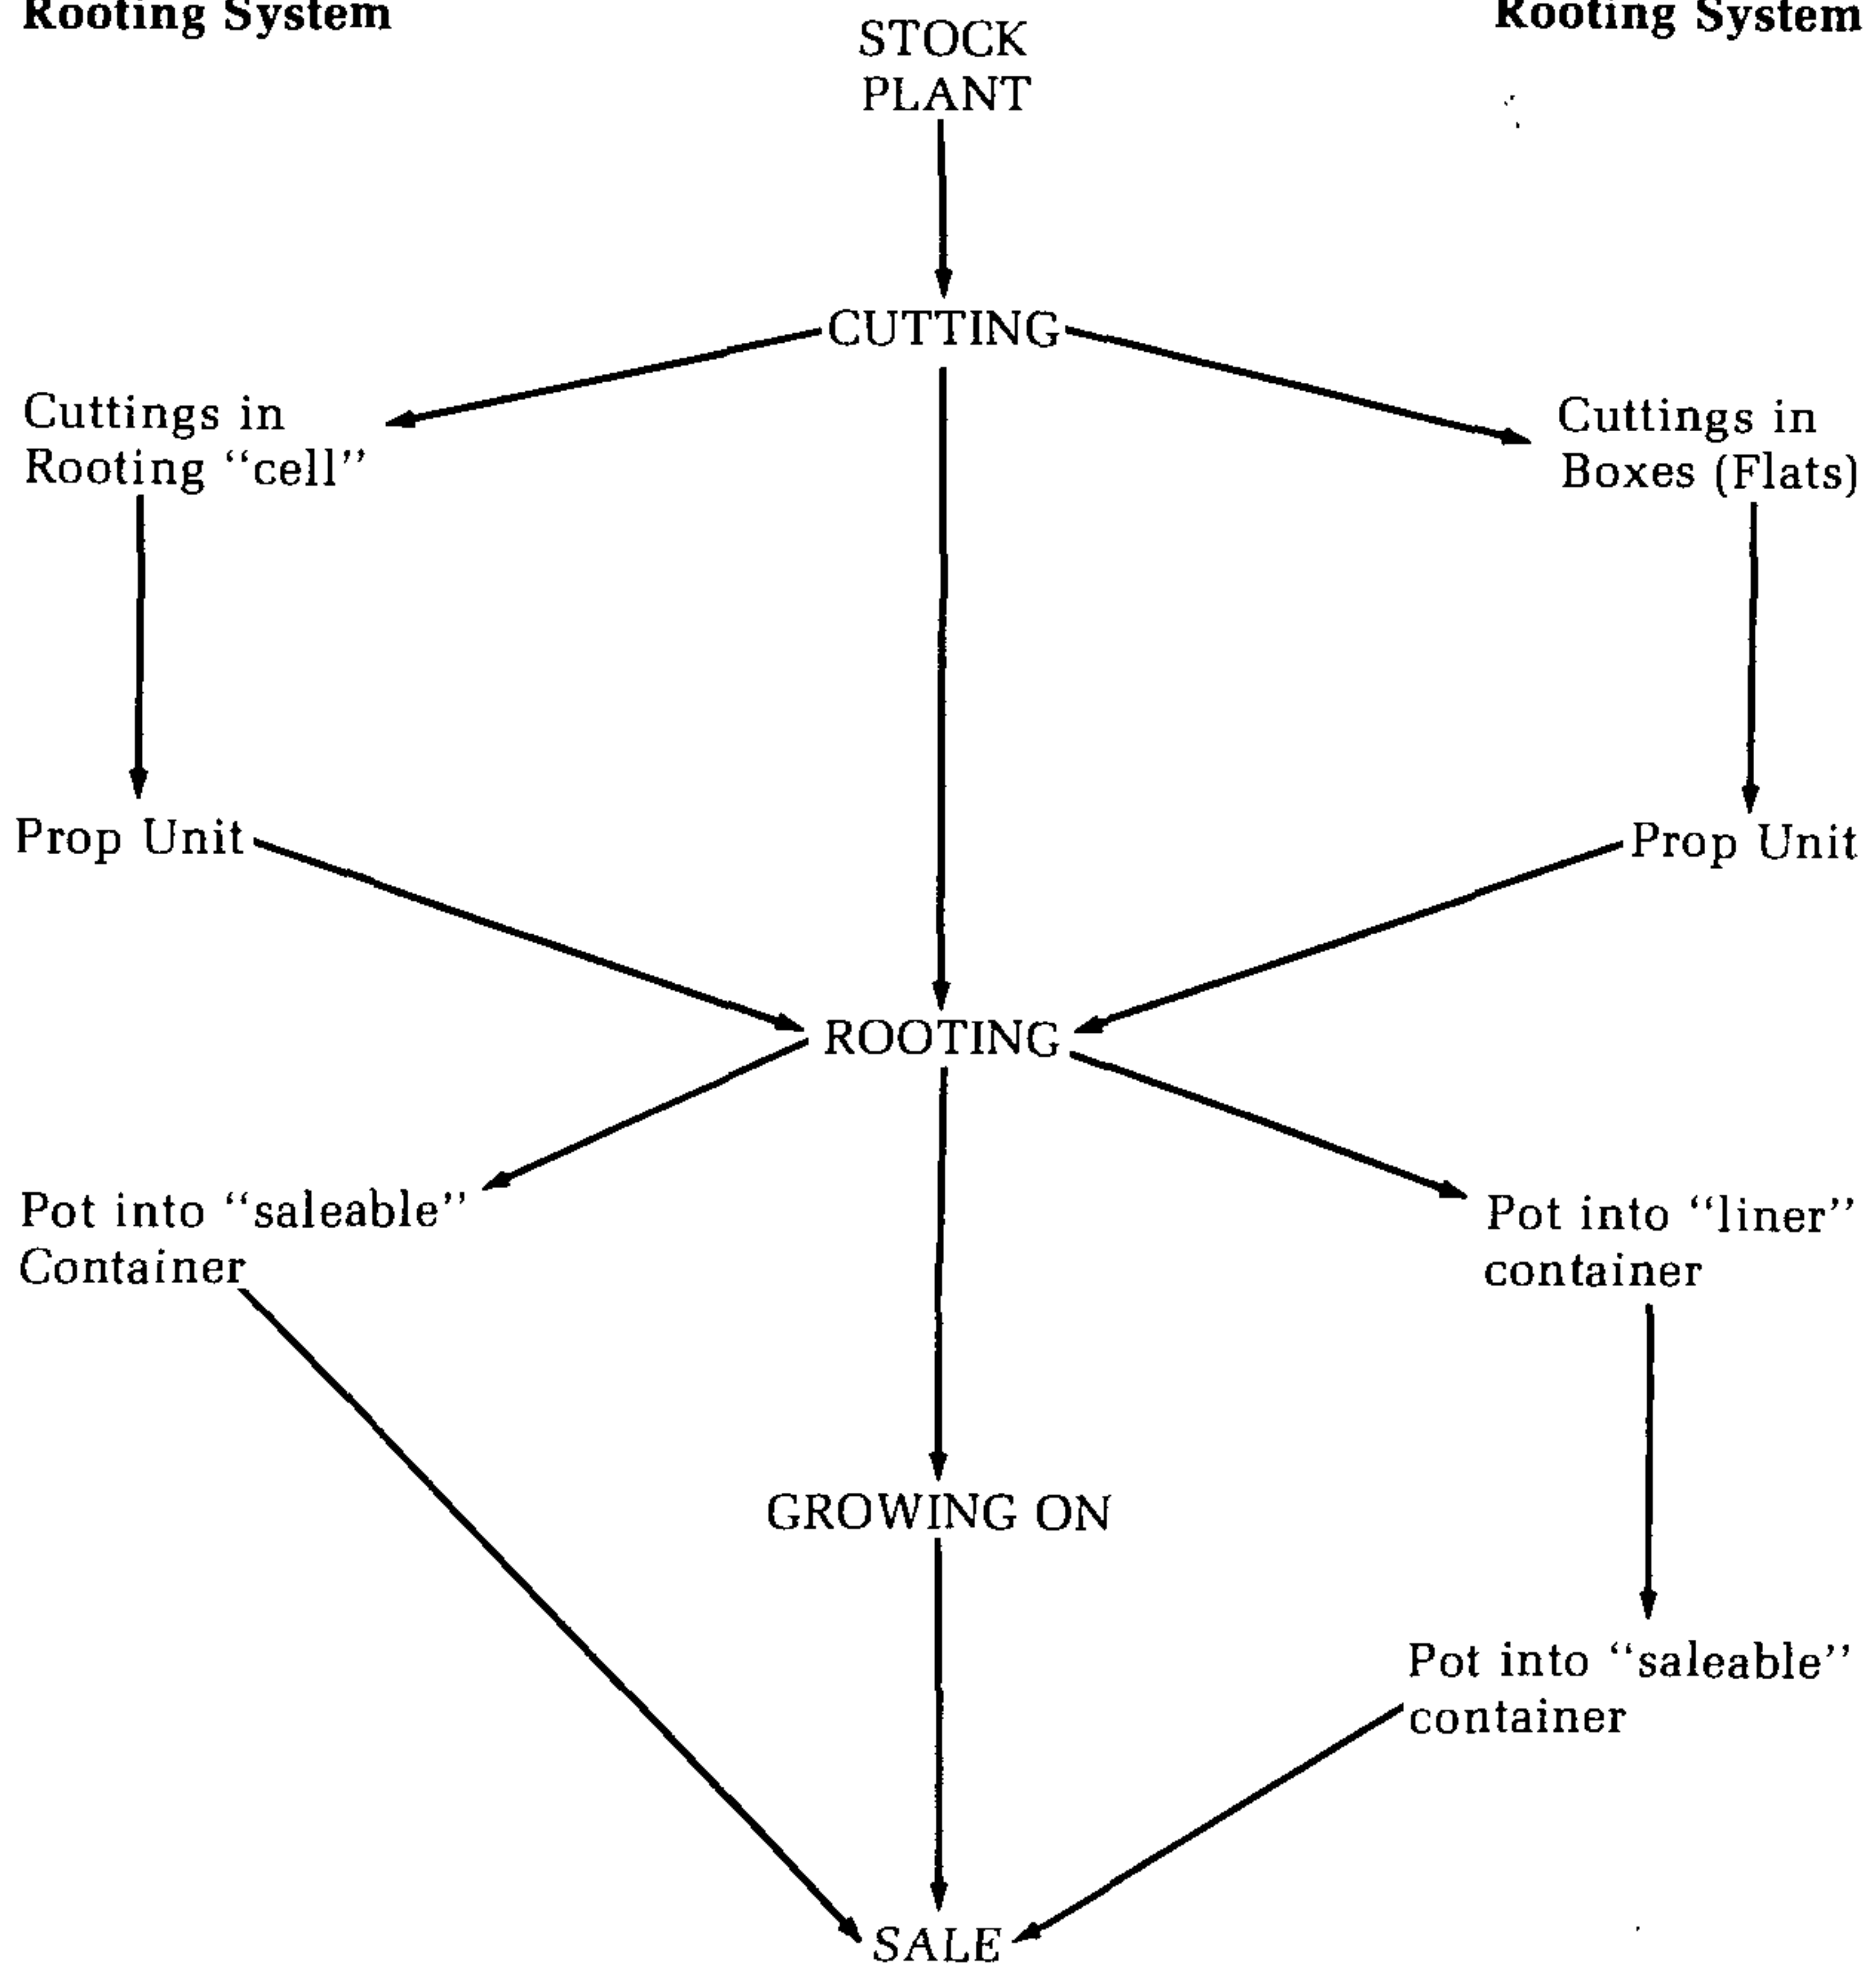 Rooting System
Rooting System
STOCK
PLANT
CUTTING
Cuttings in
Rooting “cell”
Cuttings in
Boxes (Flats)
Prop Unit
Prop Unit
ROOTING
Pot into “saleable”
Container
Pot into “liner”
container
GROWING ON
Pot into “saleable”
container
SALE